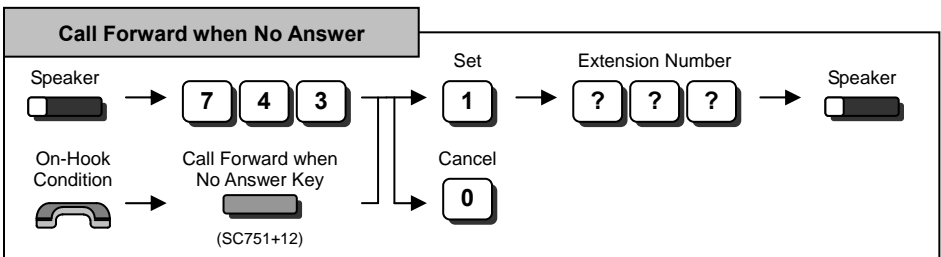 Call Forward when No Answer
Set
Extension Number
Speaker
Speaker
7 4 3
1
? ? ?
On-Hook
Condition
Call Forward when
No Answer Key
Cancel
0
(SC751+12)